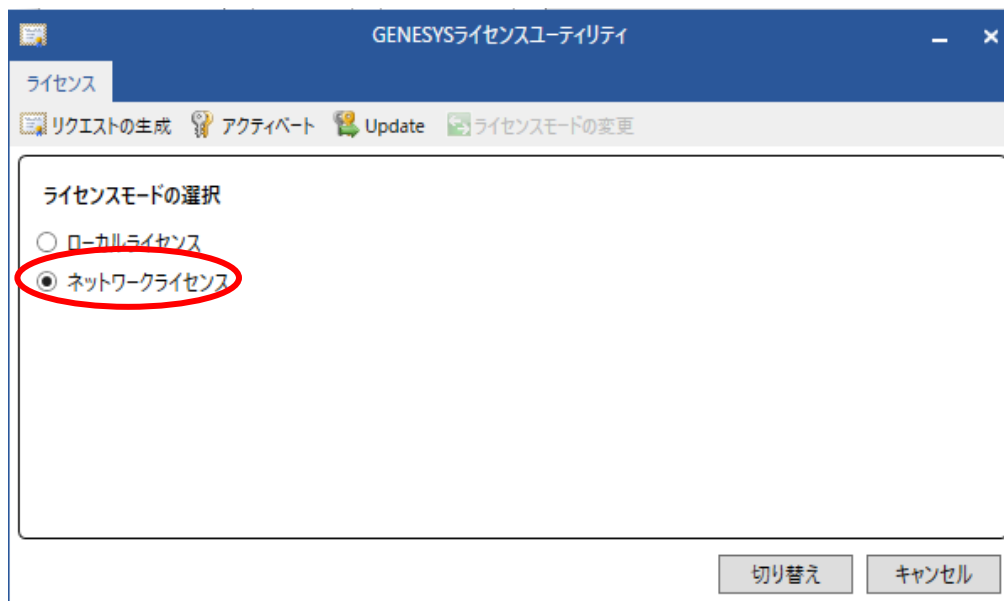 GENESYSライセンスユーティリティ
ライセンス
リクエストの生成 アクティベート Update ライセンスモードの変更
ライセンスモードの選択
ローカルライセンス
ネットワークライセンス
切り替え キャンセル